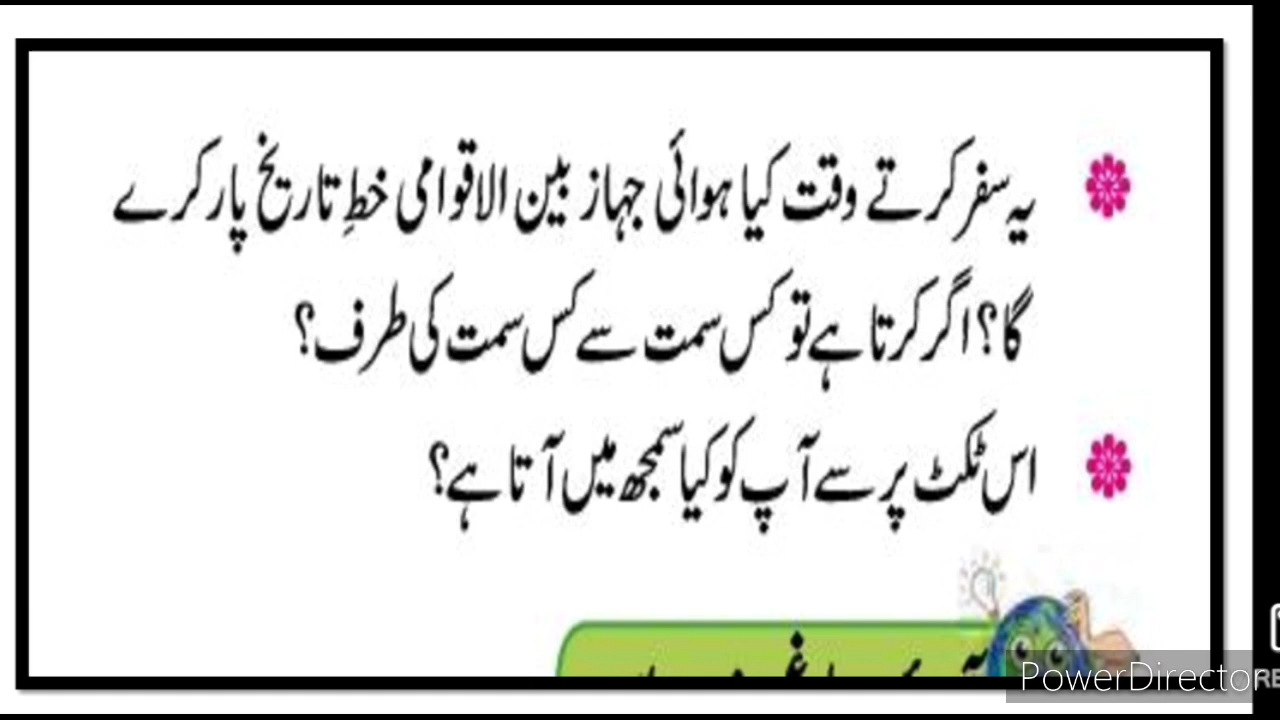 یہ سفر کرتے وقت کیا ہوائی جہاز بین الاقوامی خطِ تاریخ پار کرے
گا؟ اگر کرتا ہے تو کس سمت سے کس سمت کی طرف؟
اس ٹکٹ پر سے آپ کو کیا سمجھ میں آتا ہے؟
PowerDirector
RE